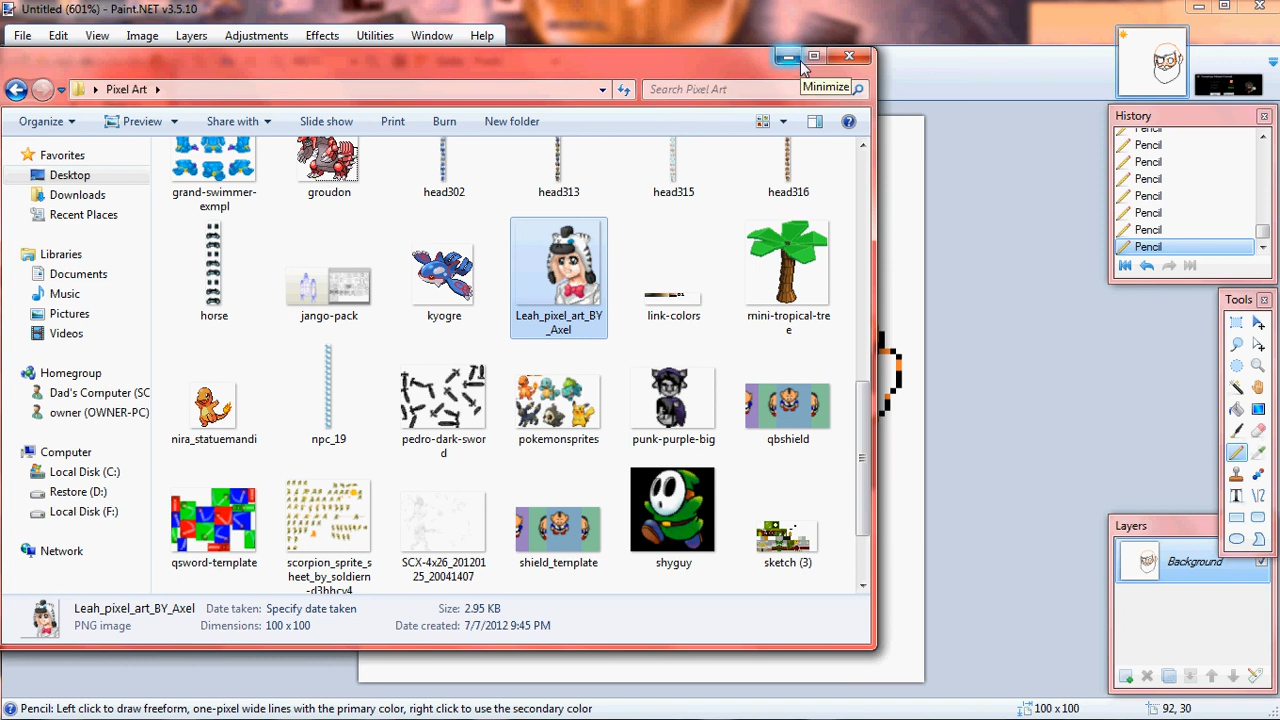 Untitled (601%) - Paint.NET v3.5.10
File Edit View Image Layers Adjustments Effects Utilities Window Help
Pixel Art
Search Pixel Art
Minimize
Organize Preview Share with Slide show Print Burn New folder
Favorites
Desktop
Downloads
Recent Places
Libraries
Documents
Music
Pictures
Videos
Homegroup
Dad's Computer (SC
owner (OWNER-PC)
Computer
Local Disk (C:)
Restore (D:)
Local Disk (F:)
Network
grand-swimmer-
exmpl
groudon
head302
head313
head315
head316
horse
jango-pack
kyogre
Leah_pixel_art_BY
_Axel
link-colors
mini-tropical-tre
e
nira_statuemandi
npc_19
pedro-dark-swor
d
pokemonsprites
punk-purple-big
qbshield
qsword-template
scorpion_sprite_s
heet_by_soldiern
-d3hhcv4
SCX-4x26_201201
25_20041407
shield_template
shyguy
sketch (3)
Leah_pixel_art_BY_Axel
PNG image
Date taken: Specify date taken
Dimensions: 100 x 100
Size: 2.95 KB
Date created: 7/7/2012 9:45 PM
History
Pencil
Pencil
Pencil
Pencil
Pencil
Pencil
Pencil
Pencil
Tools
Layers
Background
Pencil: Left click to draw freeform, one-pixel wide lines with the primary color, right click to use the secondary color
100 x 100
92, 30